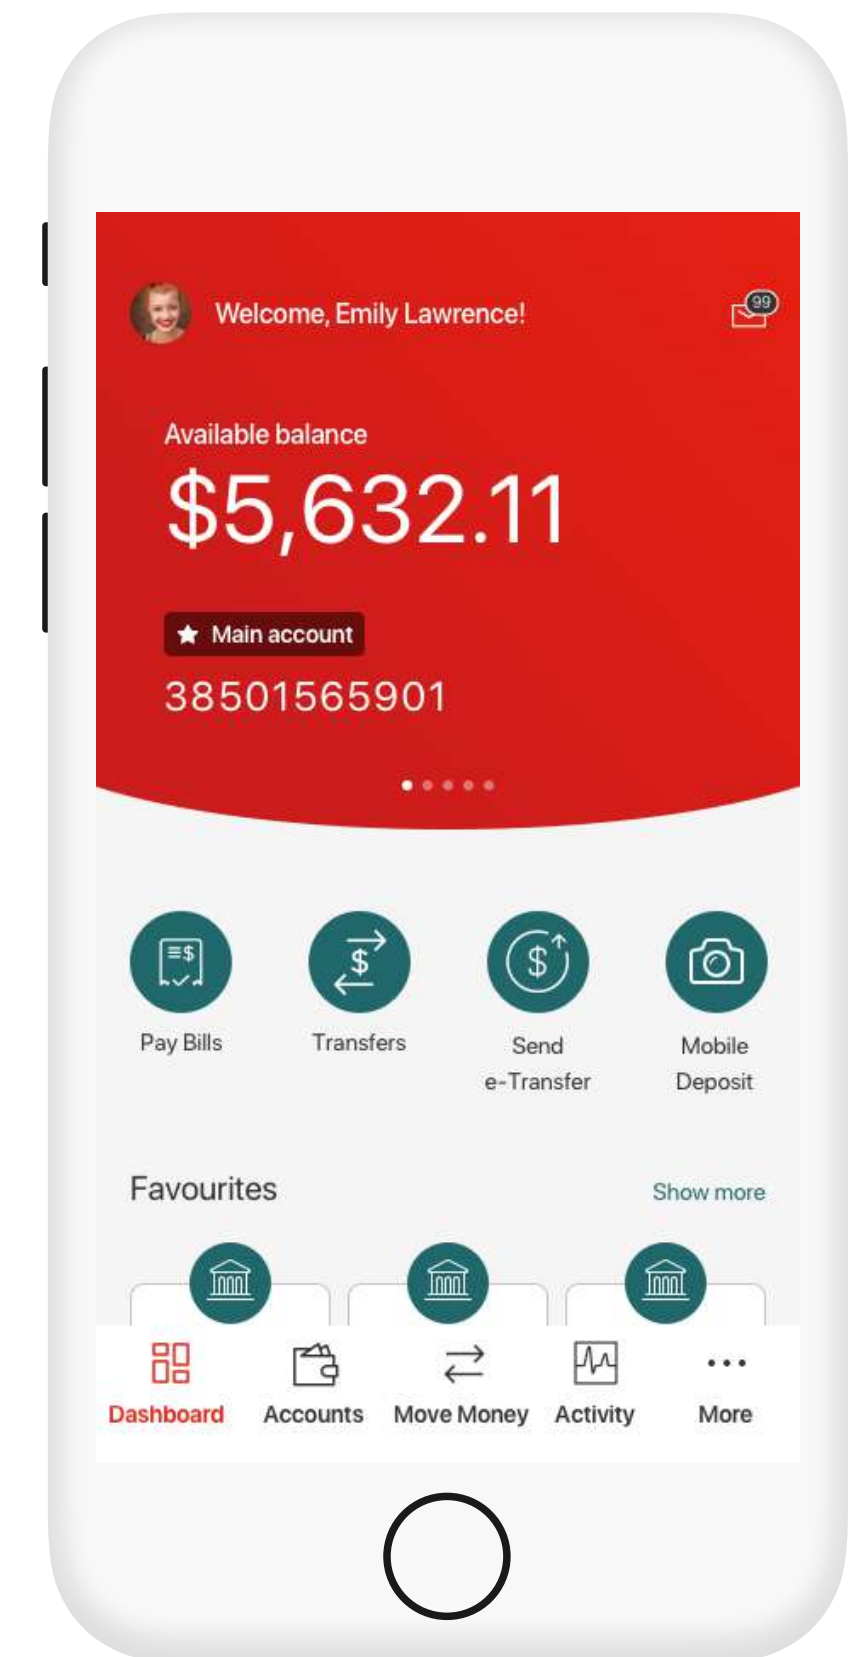 Welcome, Emily Lawrence!
99
Available balance
$5,632.11
Main account
38501565901
Pay Bills
Transfers
Send
e-Transfer
Mobile
Deposit
Favourites
Show more
Dashboard
Accounts
Move Money
Activity
More